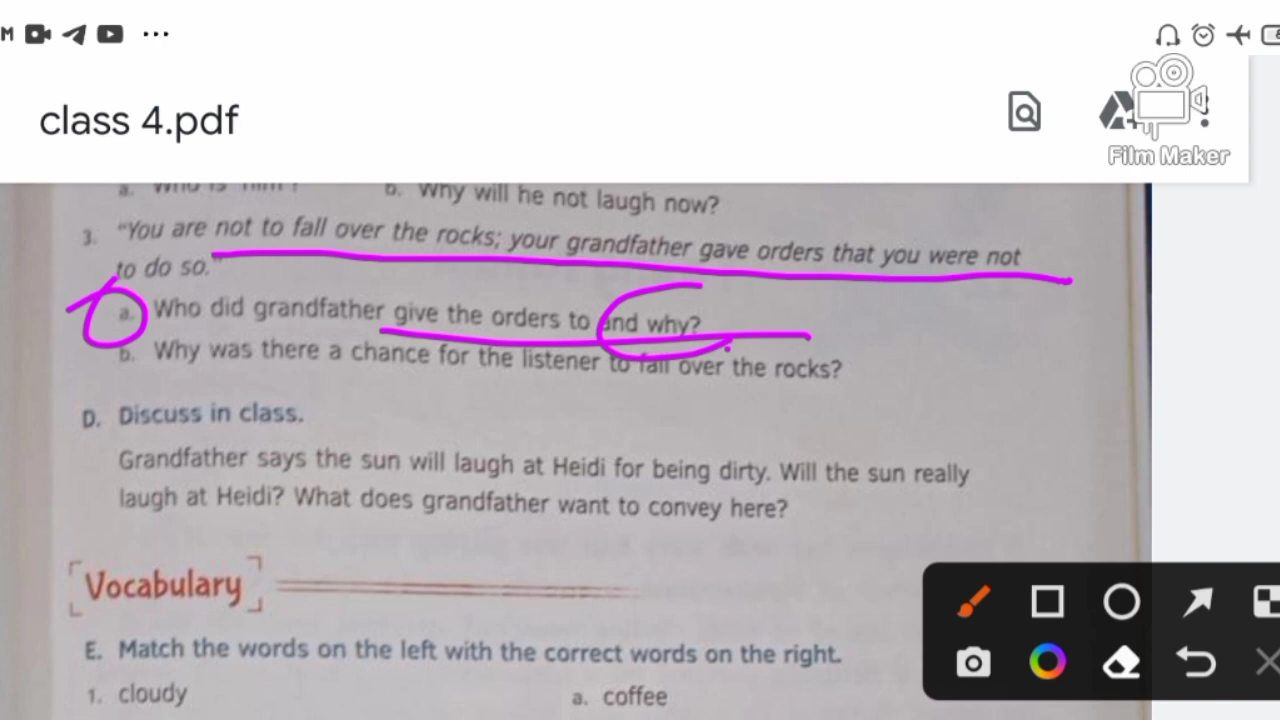 M
class 4.pdf
Film Maker
a. Who is "him"? b. Why will he not laugh now?
3. "You are not to fall over the rocks; your grandfather gave orders that you were not
to do so."
a. Who did grandfather give the orders to and why?
b. Why was there a chance for the listener to fall over the rocks?
D. Discuss in class.
Grandfather says the sun will laugh at Heidi for being dirty. Will the sun really
laugh at Heidi? What does grandfather want to convey here?
Vocabulary
E. Match the words on the left with the correct words on the right.
1. cloudy a. coffee